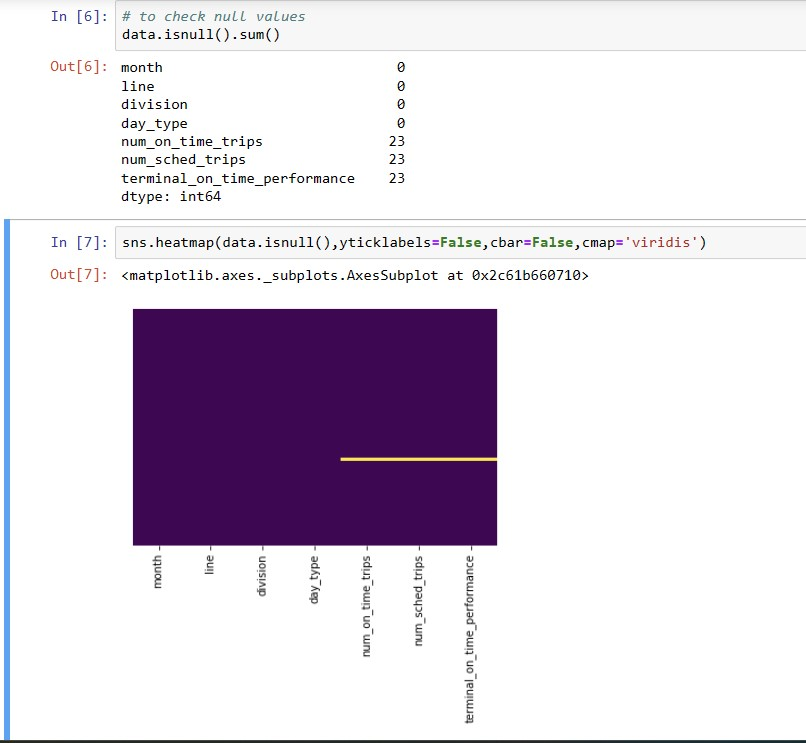 In [6]: # to check null values
data.isnull().sum()
Out[6]: month 0
line 0
division 0
day_type 0
num_on_time_trips 23
num_sched_trips 23
terminal_on_time_performance 23
dtype: int64
In [7]: sns.heatmap(data.isnull(),yticklabels=False,cbar=False,cmap='viridis')
Out[7]: <matplotlib.axes._subplots.AxesSubplot at 0x2c61b660710>
month
line
division
day_type
num_on_time_trips
num_sched_trips
terminal_on_time_performance